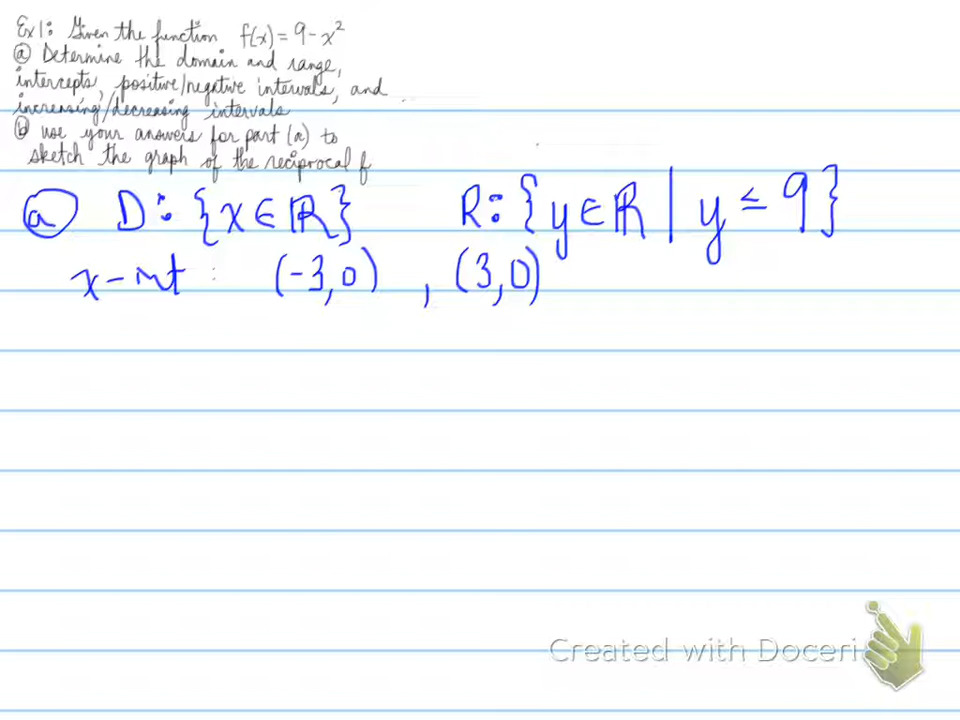 Ex1: Given the function f(x) = 9 - x²
ⓐ Determine the domain and range,
intercepts, positive/negative intervals, and
increasing/decreasing intervals
ⓑ use your answers for part (a) to
sketch the graph of the reciprocal f
ⓐ D: {x ∈ ℝ} R: {y ∈ ℝ | y ≤ 9}
x-int : (-3,0) , (3,0)
Created with Doceri